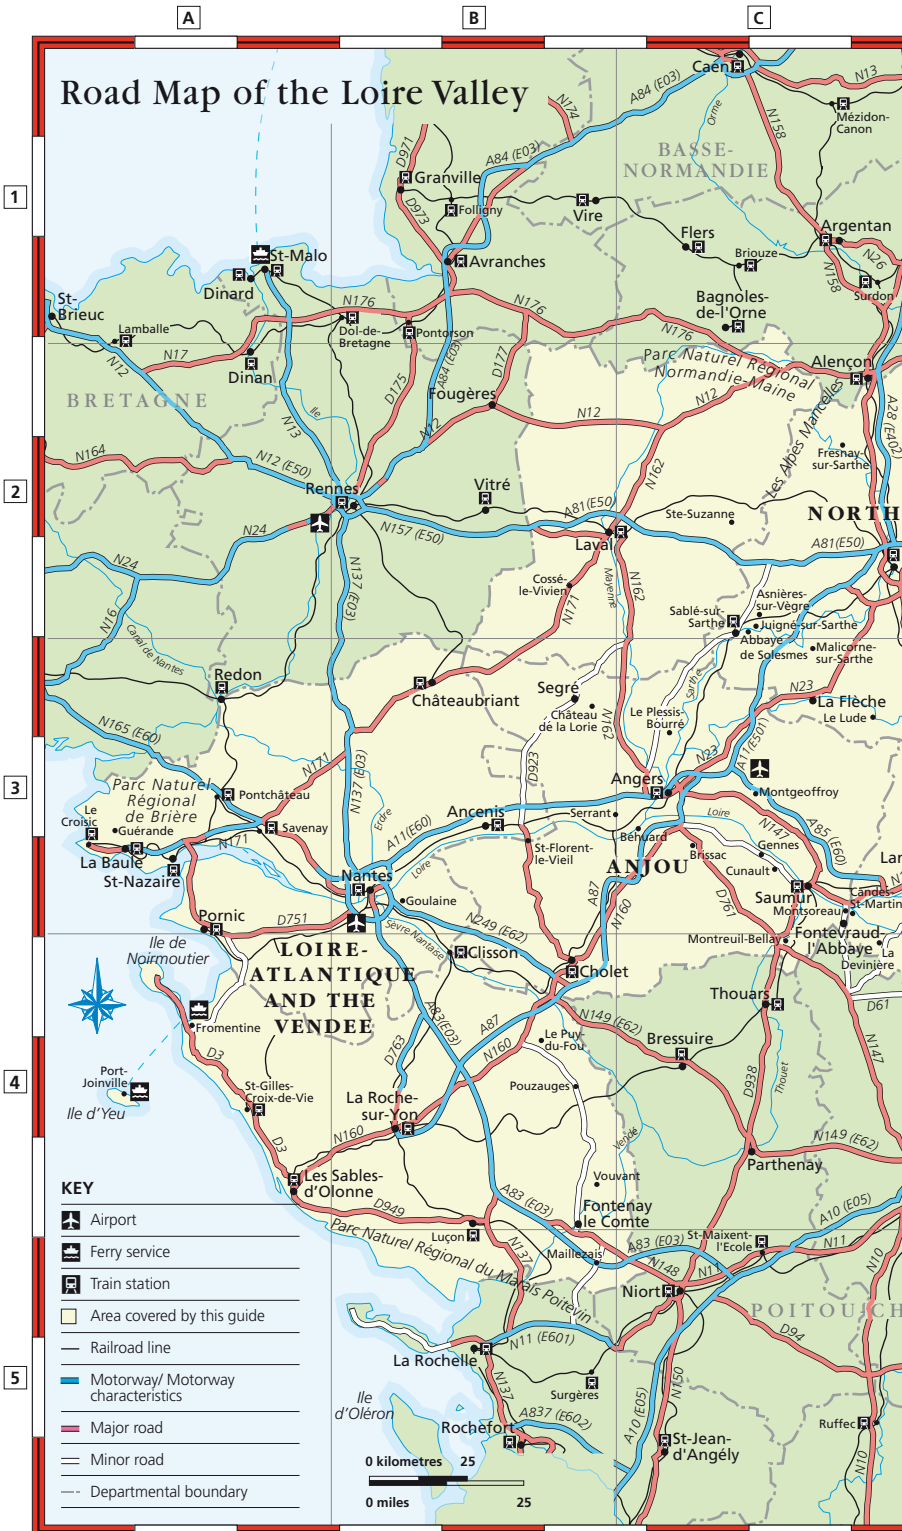 A
B
C
Road Map of the Loire Valley
Caen
N13
A84 (E03)
N174
Orne
N158
Mézidon-
Canon
D971
A84 (E03)
BASSE-
NORMANDIE
1
Granville
D973
Folligny
Vire
Flers
Briouze
Argentan
N26
N158
Surdon
St-Malo
Avranches
Dinard
St-
Brieuc
N176
N176
Bagnoles-
de-l'Orne
Lamballe
Dol-de-
Bretagne
Pontorson
N176
N12
N17
Dinan
A84 (E03)
D177
Parc Naturel Régional
Normandie-Maine
Alençon
BRETAGNE
Ile
N13
D175
Fougères
N12
N12
N12
Les Alpes Mancelles
A28 (E402)
N164
N12 (E50)
Fresnay-
sur-Sarthe
2
Rennes
Vitré
N162
Ste-Suzanne
NORTH
N24
N157 (E50)
A81(E50)
Laval
A81(E50)
N24
N137 (E03)
Cossé-
le-Vivien
Mayenne
N162
N171
Asnières-
sur-Vègre
N16
Canal de Nantes
Sablé-sur-
Sarthe
Juigné-sur-Sarthe
Abbaye
de Solesmes
Malicorne-
sur-Sarthe
Redon
Châteaubriant
Segré
Sarthe
N23
La Flèche
Château
de la Lorie
N162
Le Plessis-
Bourré
Le Lude
N165 (E60)
N171
N137 (E03)
D923
N23
A11(E501)
3
Parc Naturel
Régional
de Brière
Pontchâteau
Angers
Montgeoffroy
Le
Croisic
Guérande
Savenay
Erdre
Ancenis
Serrant
Loire
N147
A85 (E60)
La Baule
N171
A11(E60)
Béhuard
Gennes
St-Nazaire
Loire
St-Florent-
le-Vieil
ANJOU
Brissac
Cunault
Lar
Nantes
Saumur
Candes-
St-Martin
Goulaine
A87
N160
D761
Montsoreau
Pornic
D751
Sèvre Nantaise
N249 (E62)
Fontevraud
l'Abbaye
Ile de
Noirmoutier
LOIRE-
ATLANTIQUE
AND THE
VENDEE
Clisson
Cholet
Montreuil-Bellay
La
Devinière
Thouars
D61
Fromentine
A83(E03)
A87
N149 (E62)
Le Puy-
du-Fou
Bressuire
N147
D3
D763
N160
4
Port-
Joinville
St-Gilles-
Croix-de-Vie
Pouzauges
D938
Thouet
Ile d'Yeu
La Roche-
sur-Yon
D3
N160
Vendé
N149 (E62)
Parthenay
KEY
Les Sables-
d'Olonne
Vouvant
Airport
D949
A83 (E03)
Fontenay
le Comte
A10 (E05)
Ferry service
Parc Naturel Régional du Marais Poitevin
Luçon
N137
Maillezais
A83 (E03)
St-Maixent-
l'Ecole
N11
N11
N148
N10
Train station
Niort
Area covered by this guide
POITOU-CH
Railroad line
La Rochelle
N11 (E601)
D94
5
Motorway/ Motorway
characteristics
Ile
d'Oléron
N137
Surgères
N150
Major road
Rochefort
A837 (E602)
A10 (E05)
Ruffec
Minor road
0 kilometres 25
St-Jean-
d'Angély
N10
Departmental boundary
0 miles 25